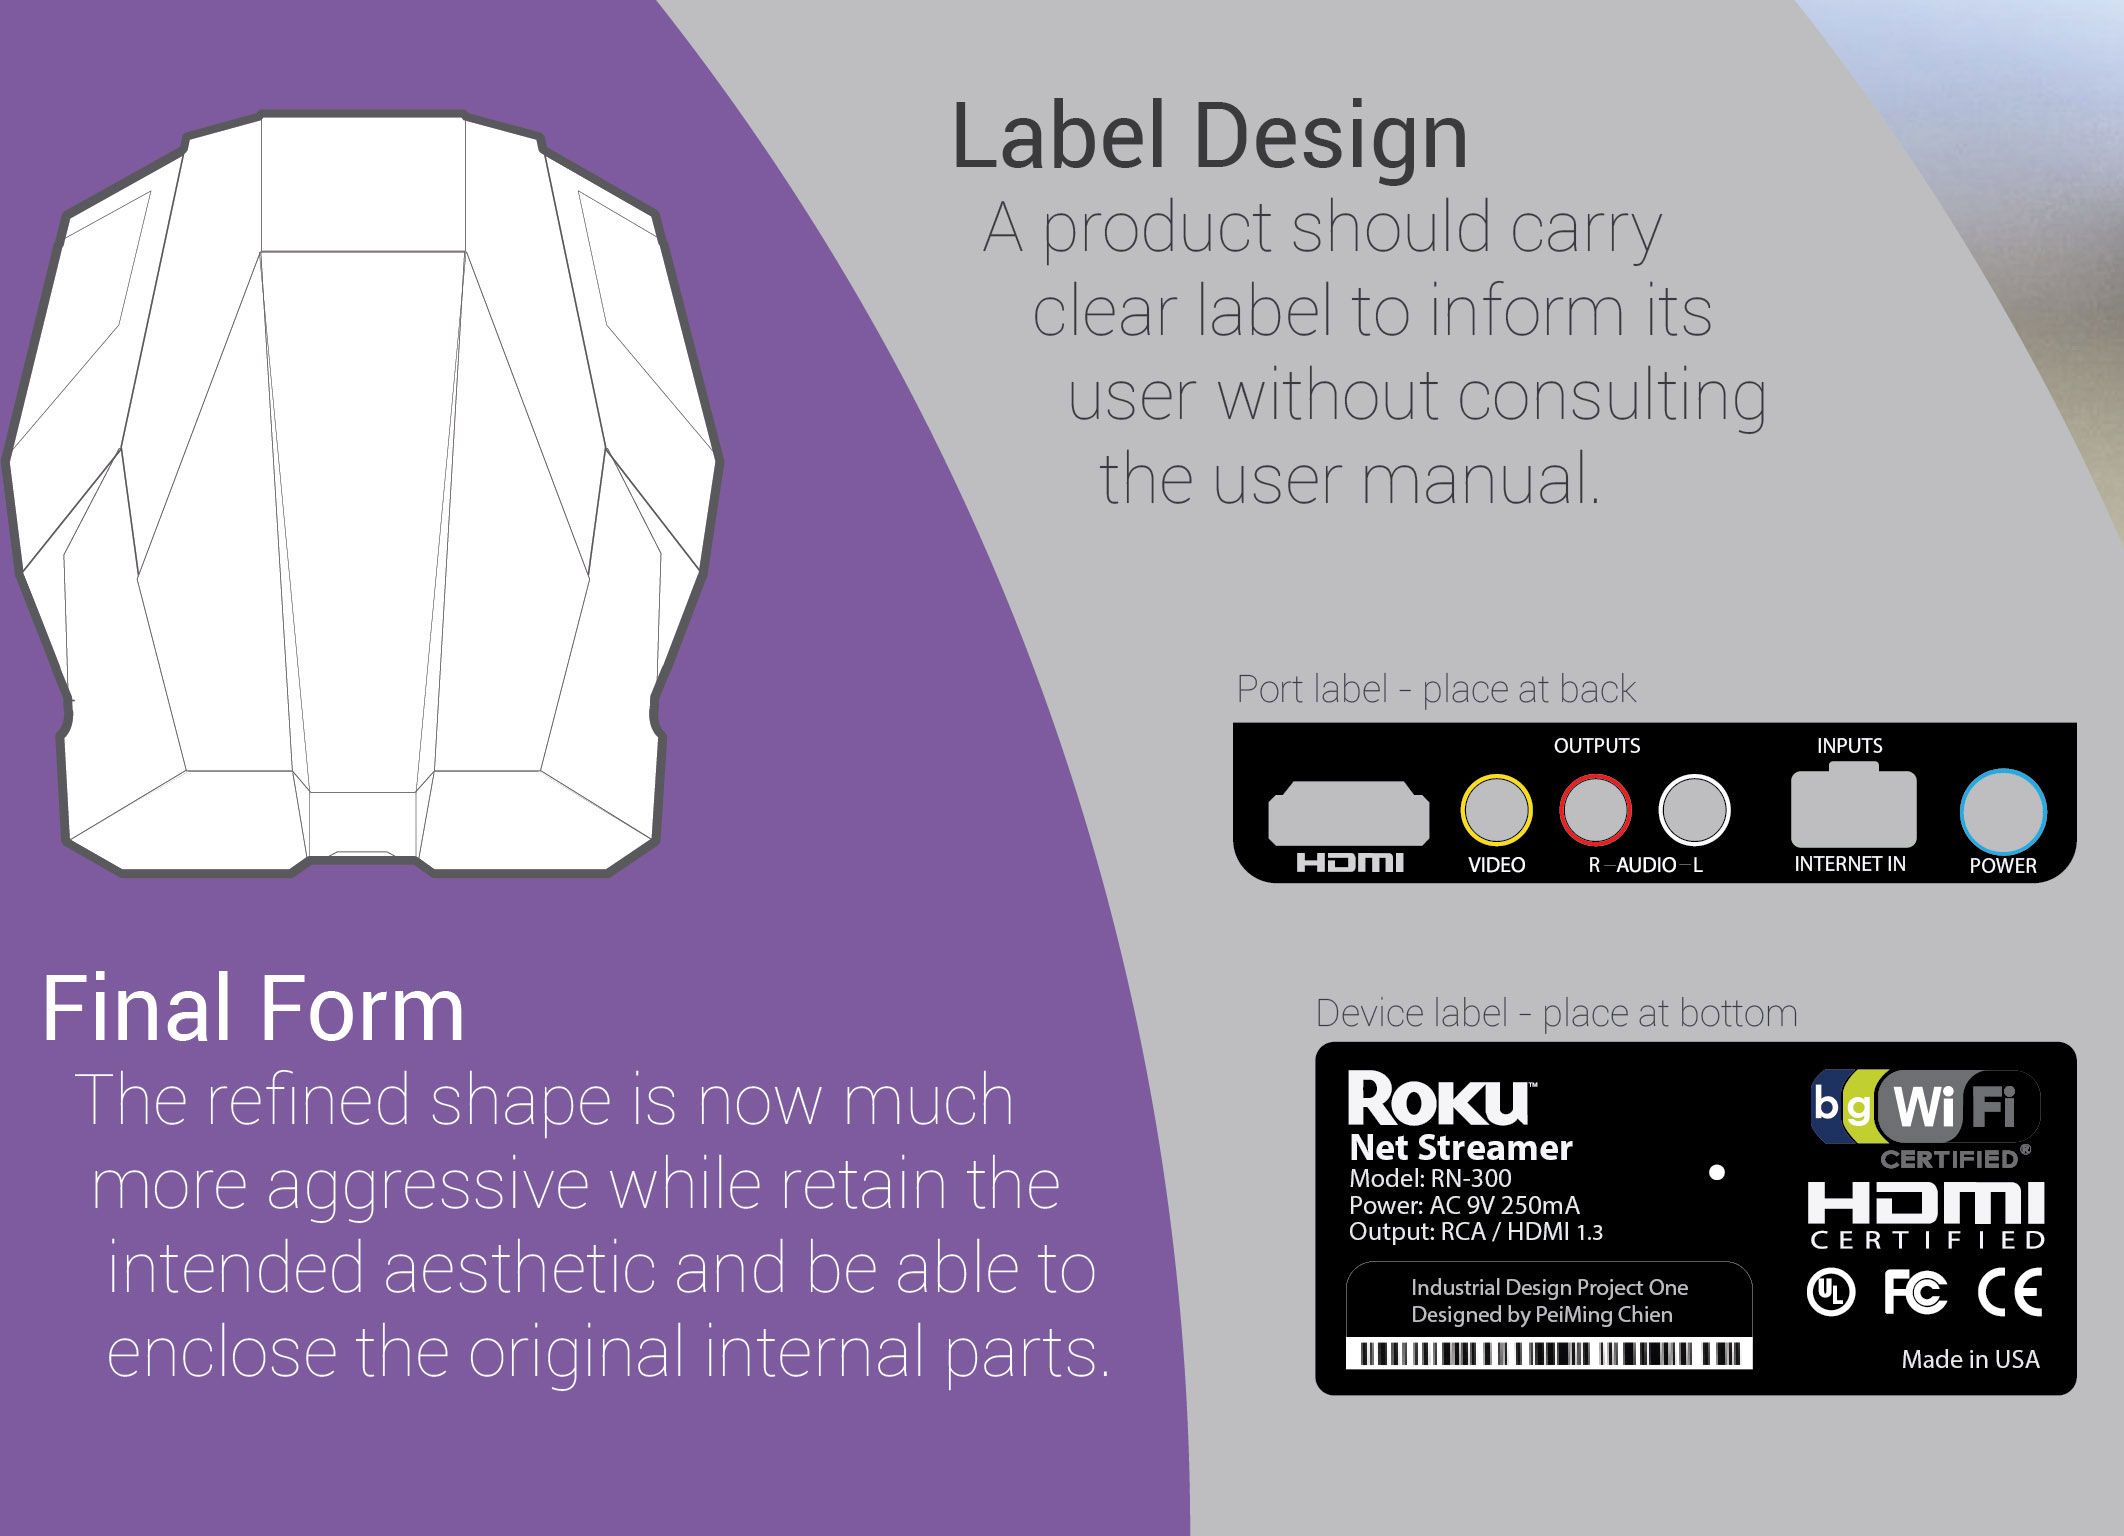 Label Design
A product should carry
clear label to inform its
user without consulting
the user manual.
Port label - place at back
OUTPUTS
INPUTS
HDMI
VIDEO
R - AUDIO - L
INTERNET IN
POWER
Final Form
The refined shape is now much
more aggressive while retain the
intended aesthetic and be able to
enclose the original internal parts.
Device label - place at bottom
ROKU™
Net Streamer
Model: RN-300
Power: AC 9V 250mA
Output: RCA / HDMI 1.3
Industrial Design Project One
Designed by PeiMing Chien
b g Wi Fi
CERTIFIED®
HDMI
CERTIFIED
UL FC CE
Made in USA